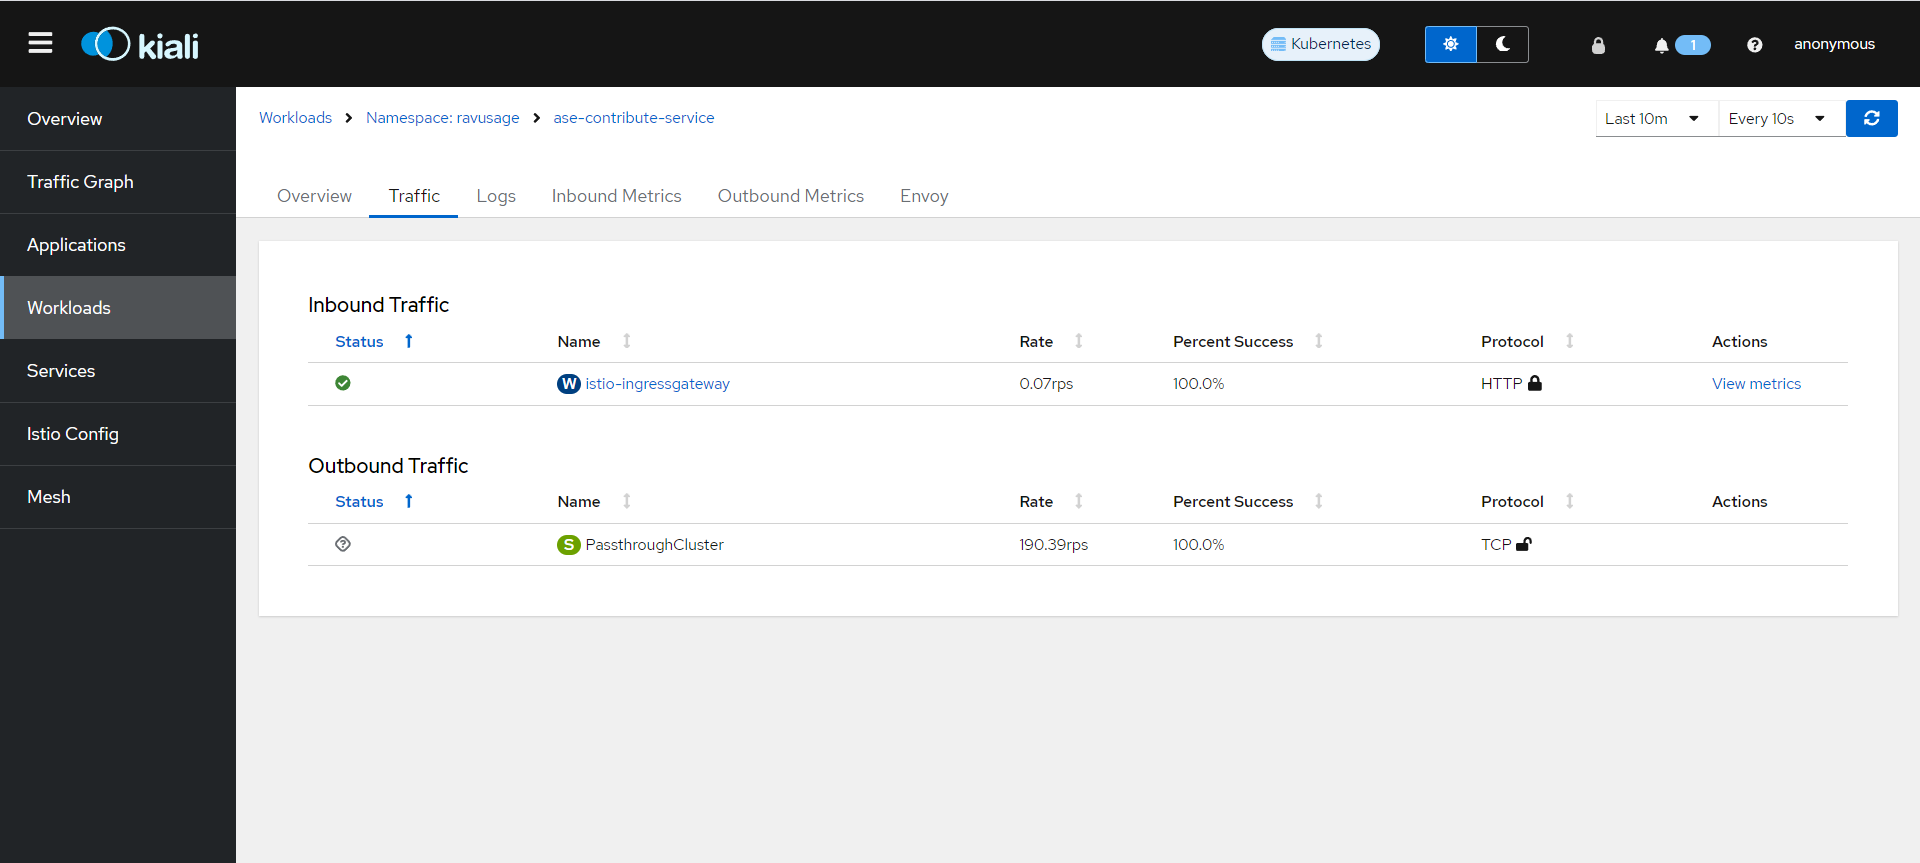 kiali
Kubernetes
1
anonymous
Overview
Traffic Graph
Applications
Workloads
Services
Istio Config
Mesh
Workloads > Namespace: ravusage > ase-contribute-service
Last 10m
Every 10s
Overview Traffic Logs Inbound Metrics Outbound Metrics Envoy
Inbound Traffic
Status Name Rate Percent Success Protocol Actions
W istio-ingressgateway 0.07rps 100.0% HTTP View metrics
Outbound Traffic
Status Name Rate Percent Success Protocol Actions
S PassthroughCluster 190.39rps 100.0% TCP